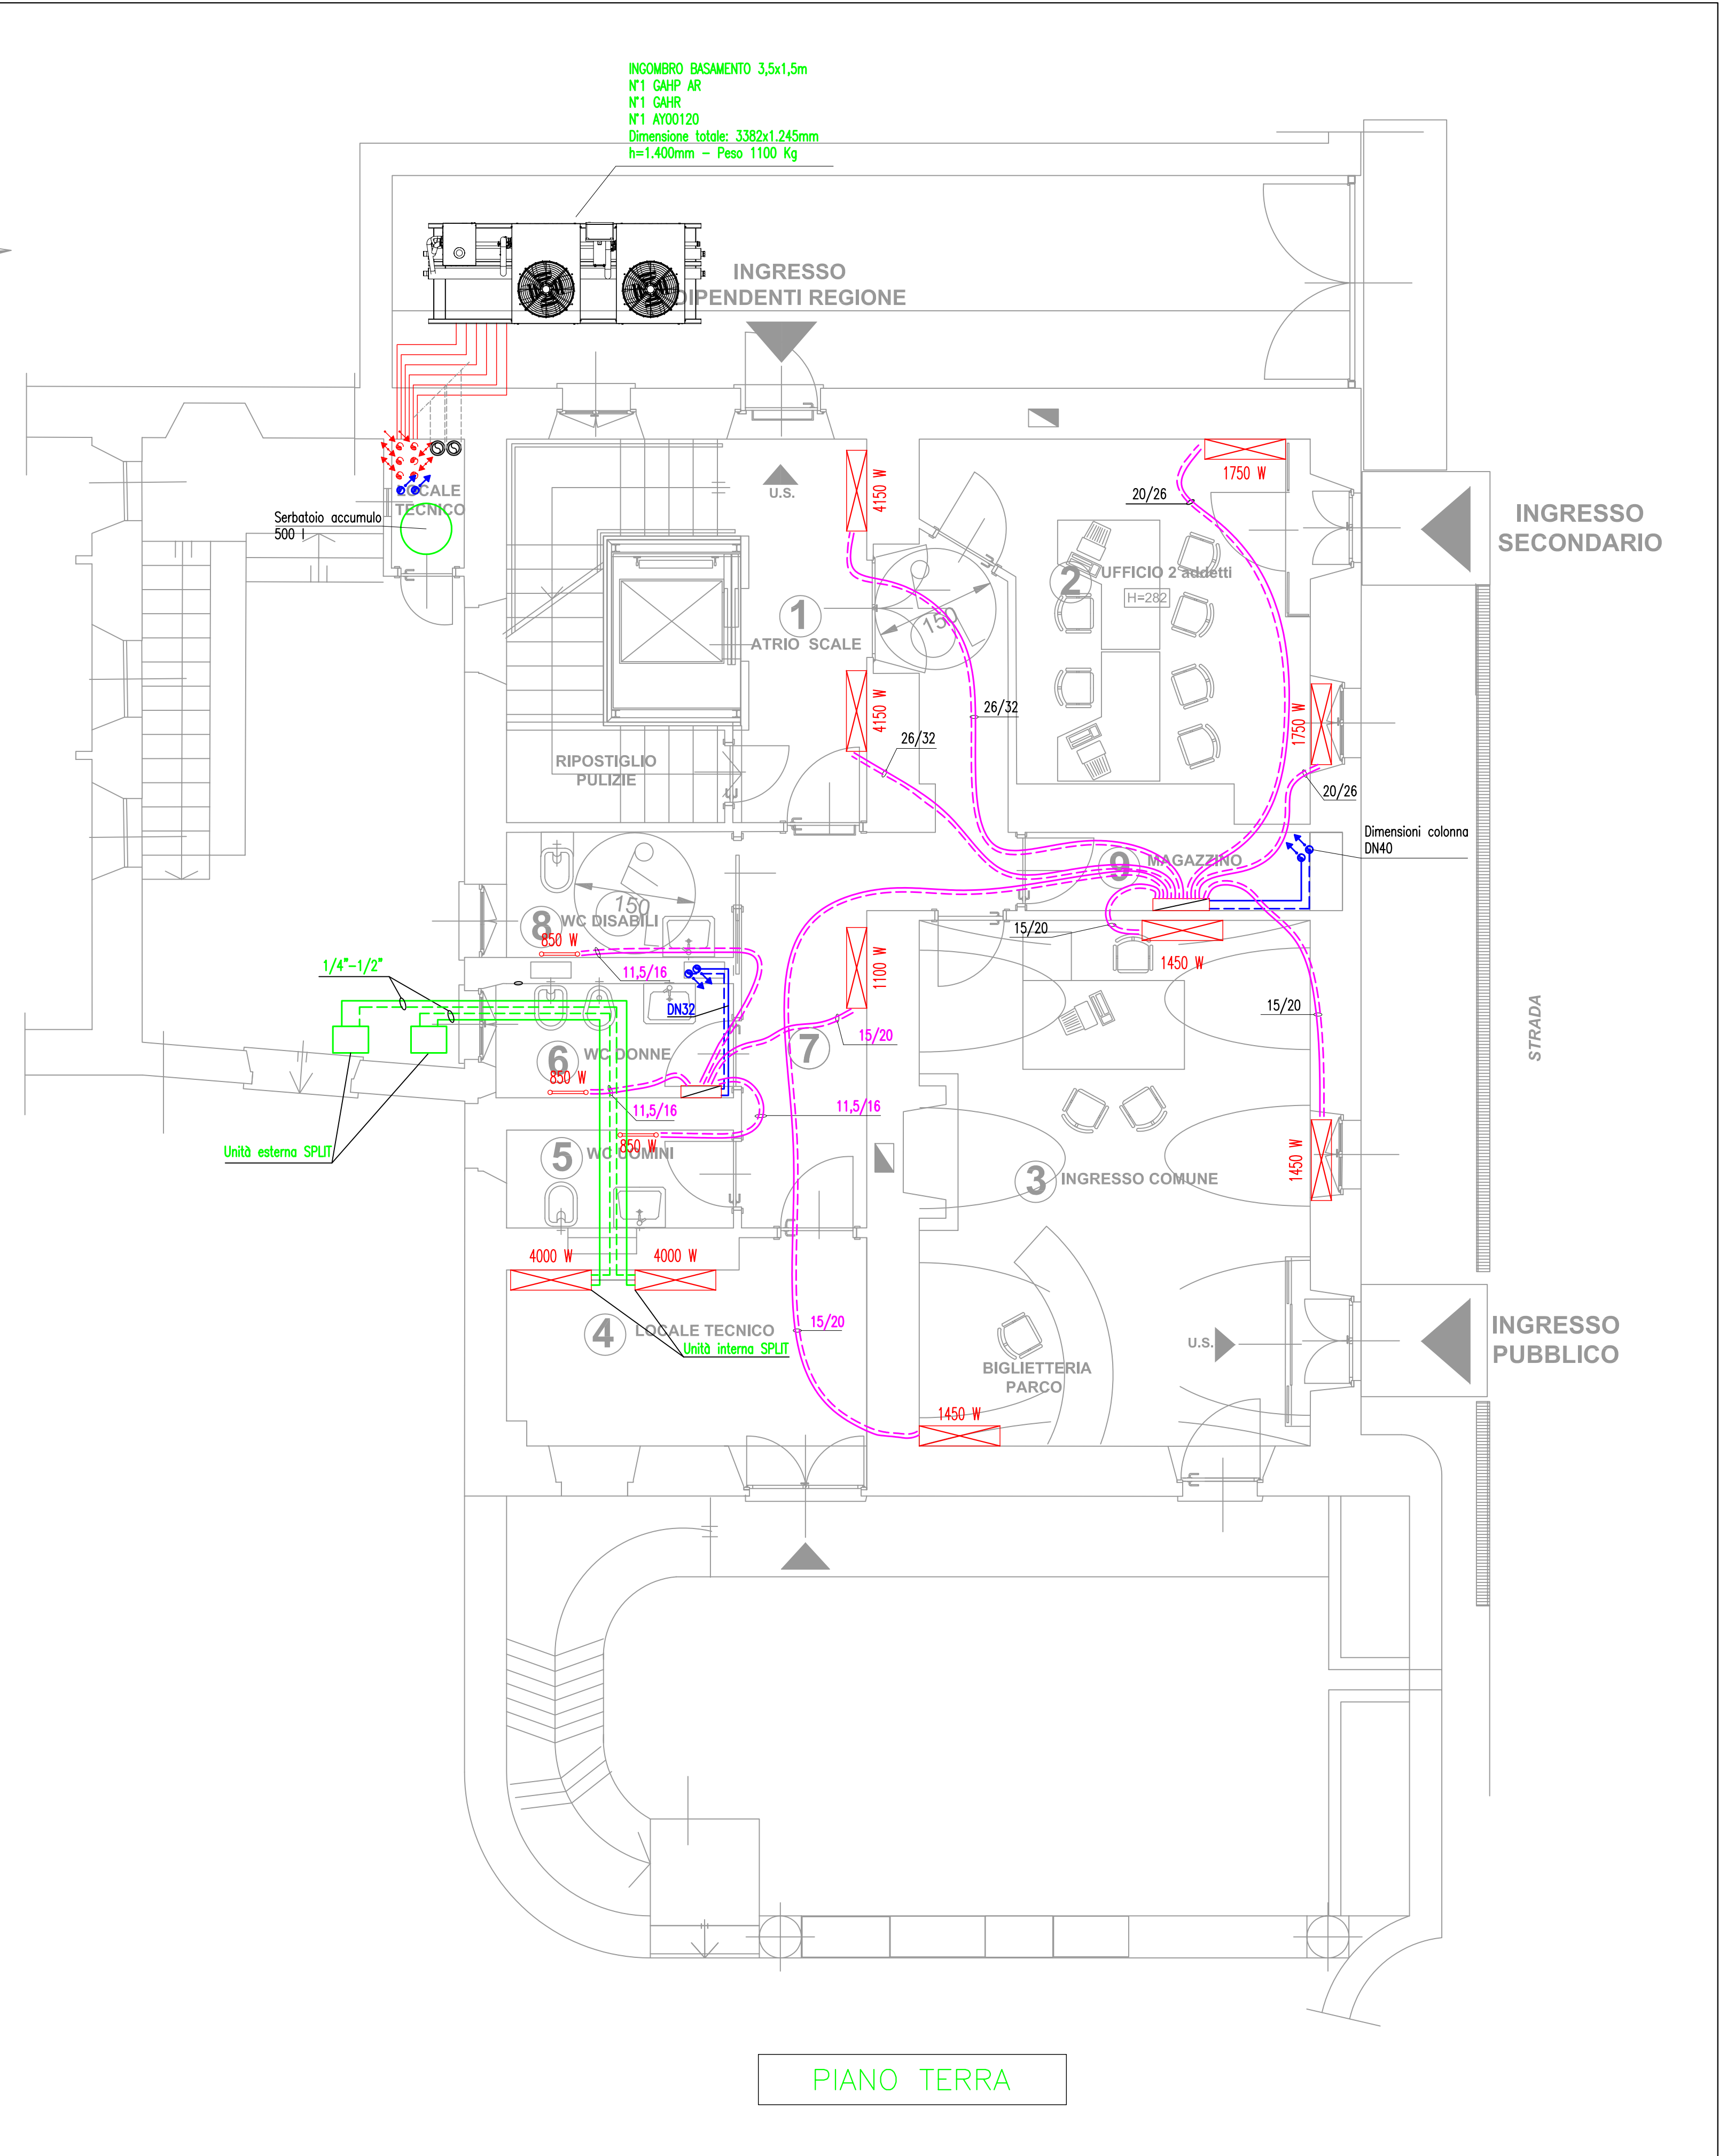 INGOMBRO BASAMENTO 3,5x1,5m
N°1 GAHP AR
N°1 GAHR
N°1 AY00120
Dimensione totale: 3382x1.245mm
h=1.400mm - Peso 1100 Kg
INGRESSO
DIPENDENTI REGIONE
U.S.
4150 W
1750 W
20/26
LOCALE
TECNICO
Serbatoio accumulo
500 l
INGRESSO
SECONDARIO
2
UFFICIO 2 addetti
H=282
1
ATRIO SCALE
150
4150 W
26/32
26/32
1750 W
20/26
RIPOSTIGLIO
PULIZIE
Dimensioni colonna
DN40
9
MAGAZZINO
150
8
WC DISABILI
850 W
11,5/16
15/20
1450 W
1100 W
1/4"-1/2"
DN32
15/20
STRADA
15/20
7
6
WC DONNE
850 W
11,5/16
11,5/16
Unità esterna SPLIT
5
WC UOMINI
850 W
3
INGRESSO COMUNE
1450 W
4000 W
4000 W
4
LOCALE TECNICO
Unità interna SPLIT
15/20
U.S.
INGRESSO
PUBBLICO
BIGLIETTERIA
PARCO
1450 W
PIANO TERRA